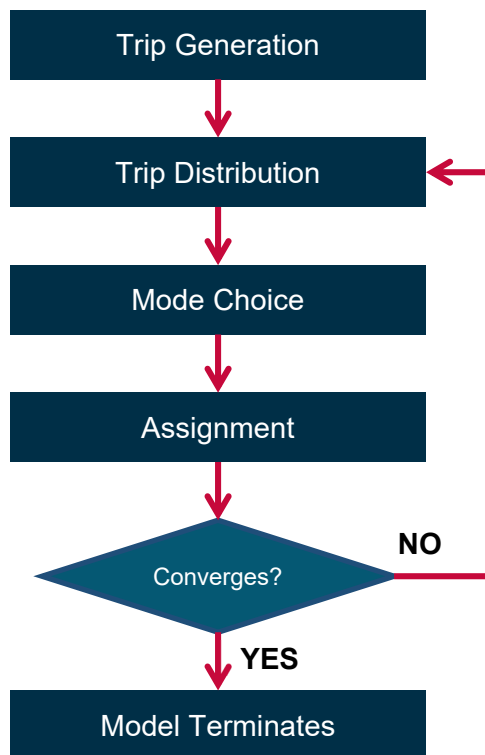 Trip Generation
Trip Distribution
Mode Choice
Assignment
Converges?
NO
YES
Model Terminates